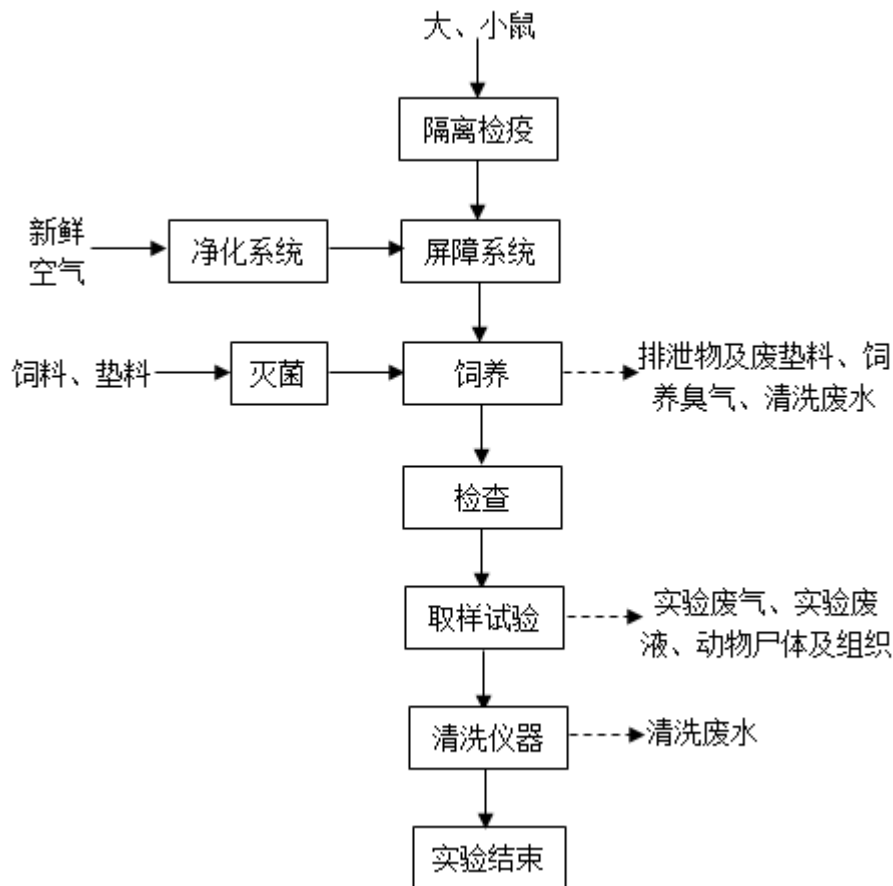 大、小鼠
隔离检疫
新鲜
空气
净化系统
屏障系统
饲料、垫料
灭菌
饲养
排泄物及废垫料、饲
养臭气、清洗废水
检查
取样试验
实验废气、实验废
液、动物尸体及组织
清洗仪器
清洗废水
实验结束